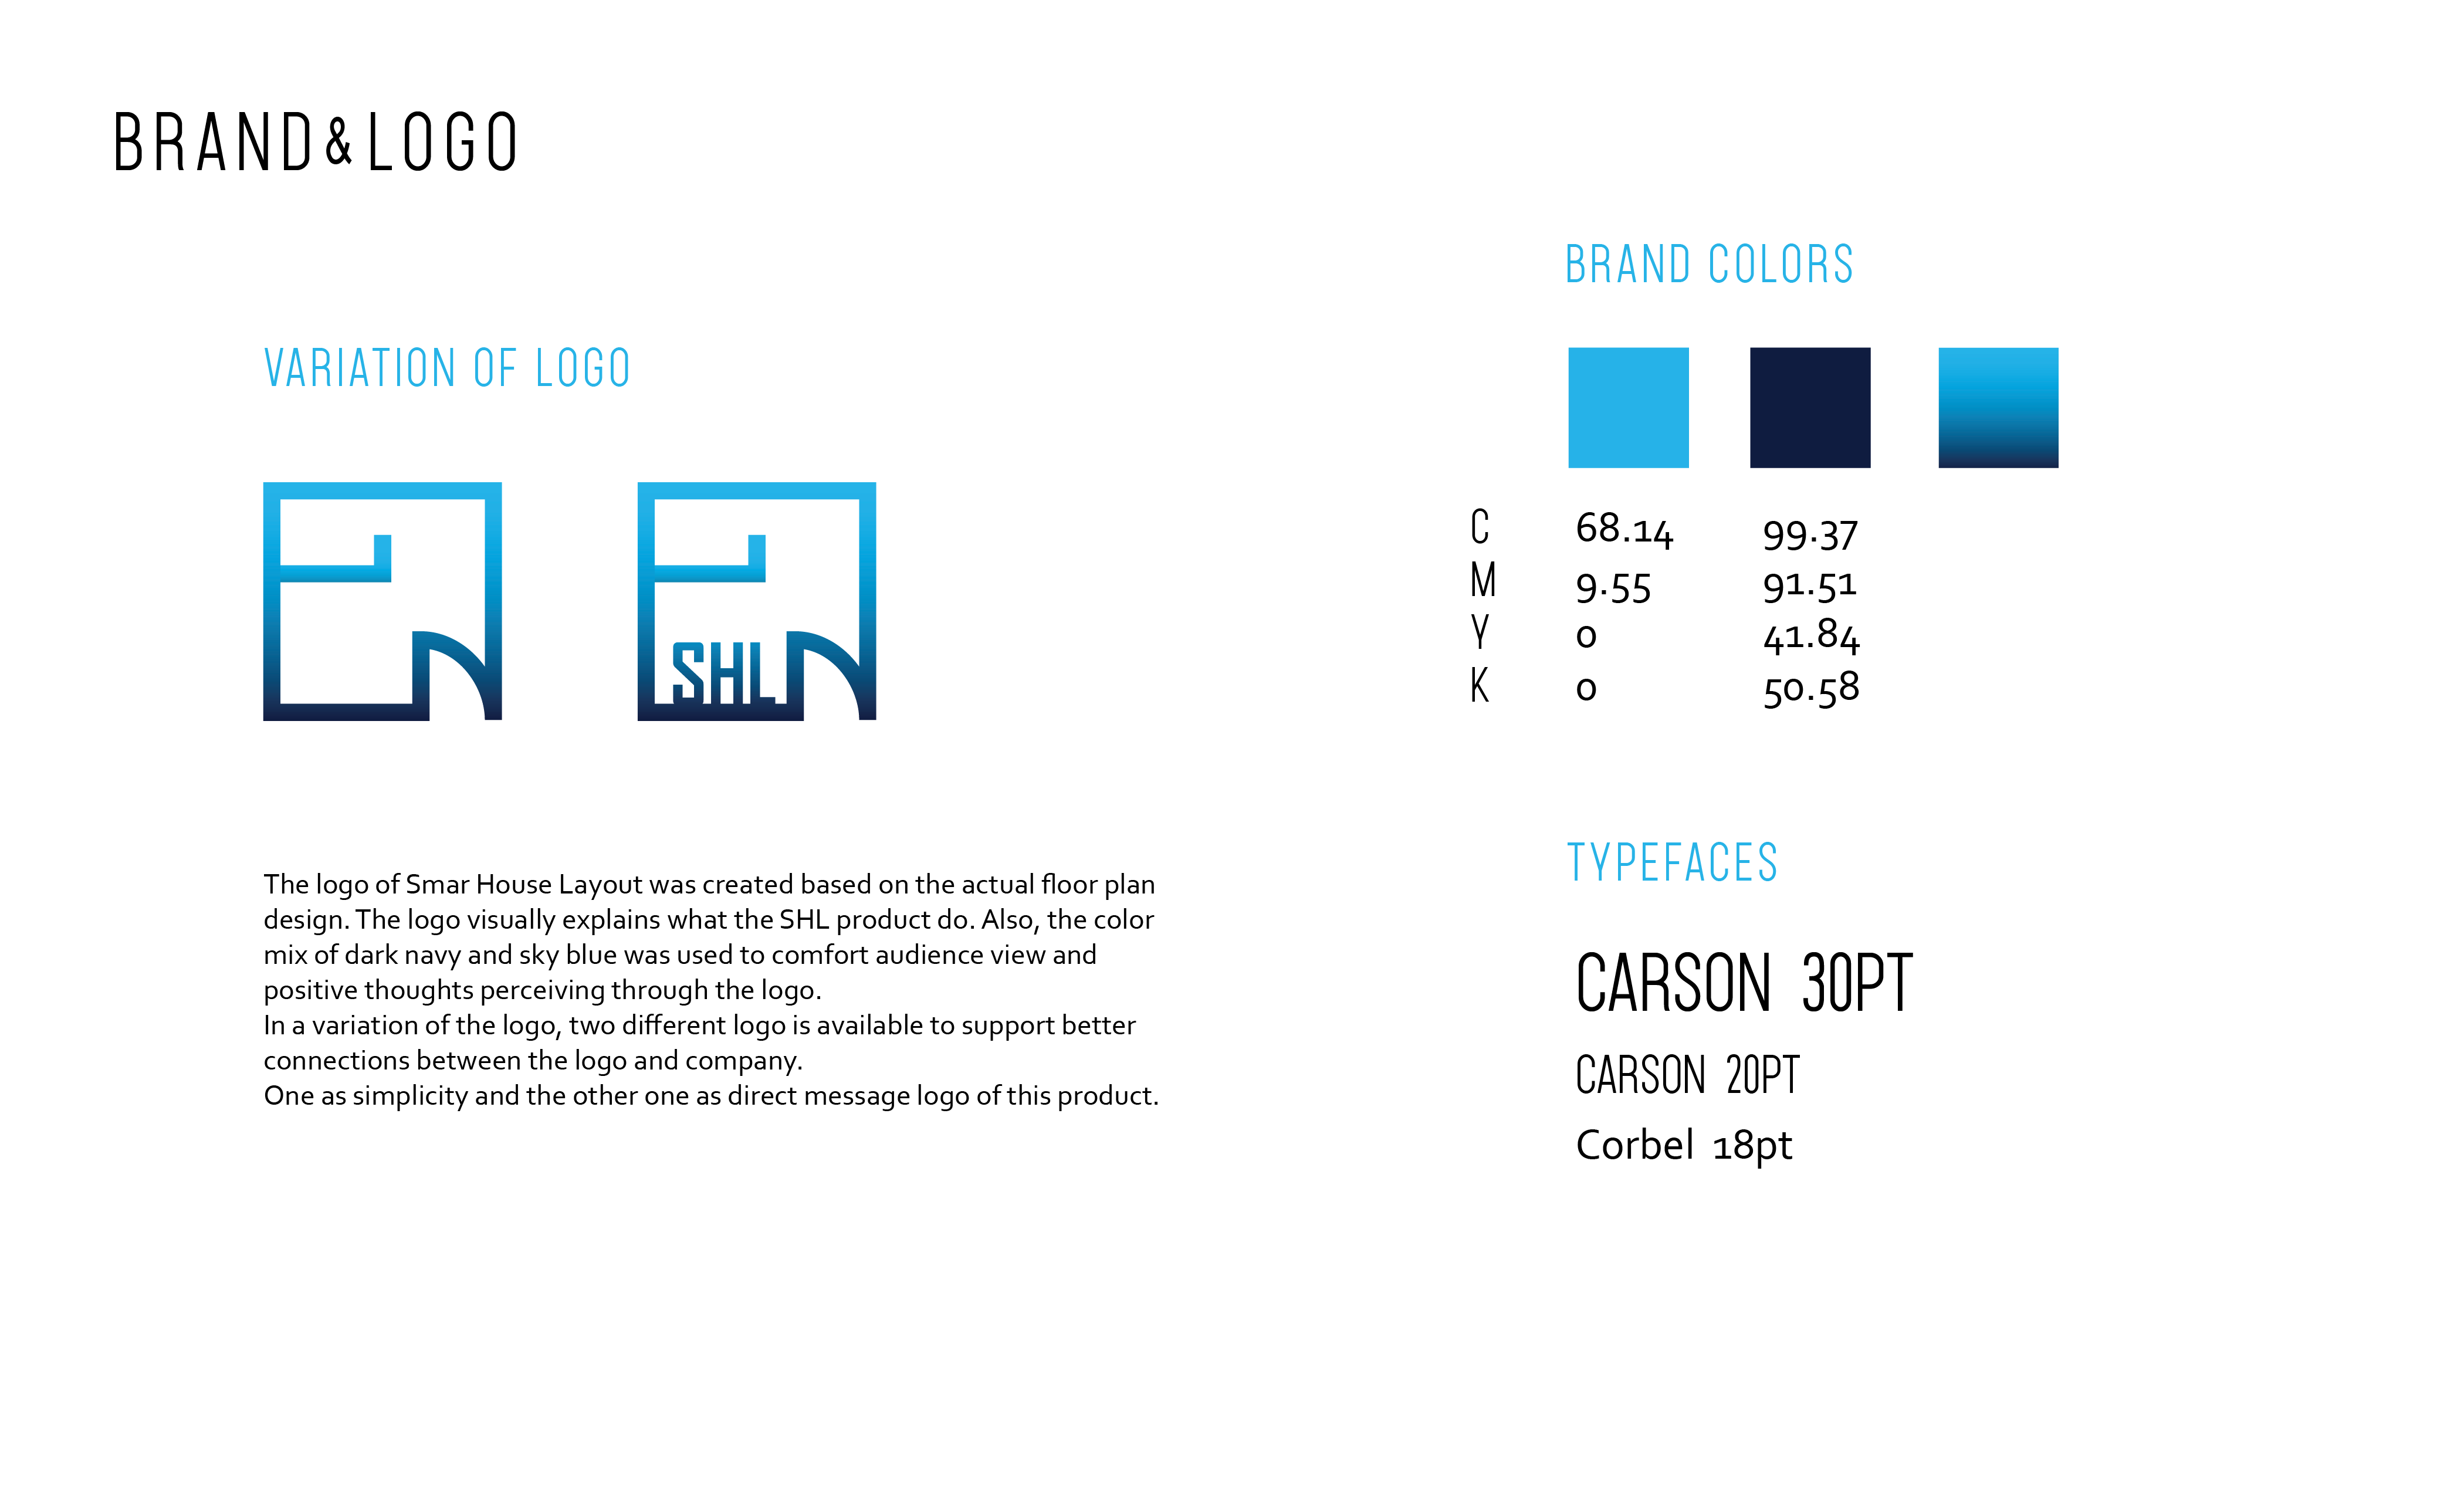 BRAND&LOGO
VARIATION OF LOGO
SHL
The logo of Smar House Layout was created based on the actual floor plan
design. The logo visually explains what the SHL product do. Also, the color
mix of dark navy and sky blue was used to comfort audience view and
positive thoughts perceiving through the logo.
In a variation of the logo, two different logo is available to support better
connections between the logo and company.
One as simplicity and the other one as direct message logo of this product.
BRAND COLORS
C 68.14 99.37
M 9.55 91.51
Y 0 41.84
K 0 50.58
TYPEFACES
CARSON 30PT
CARSON 20PT
Corbel 18pt